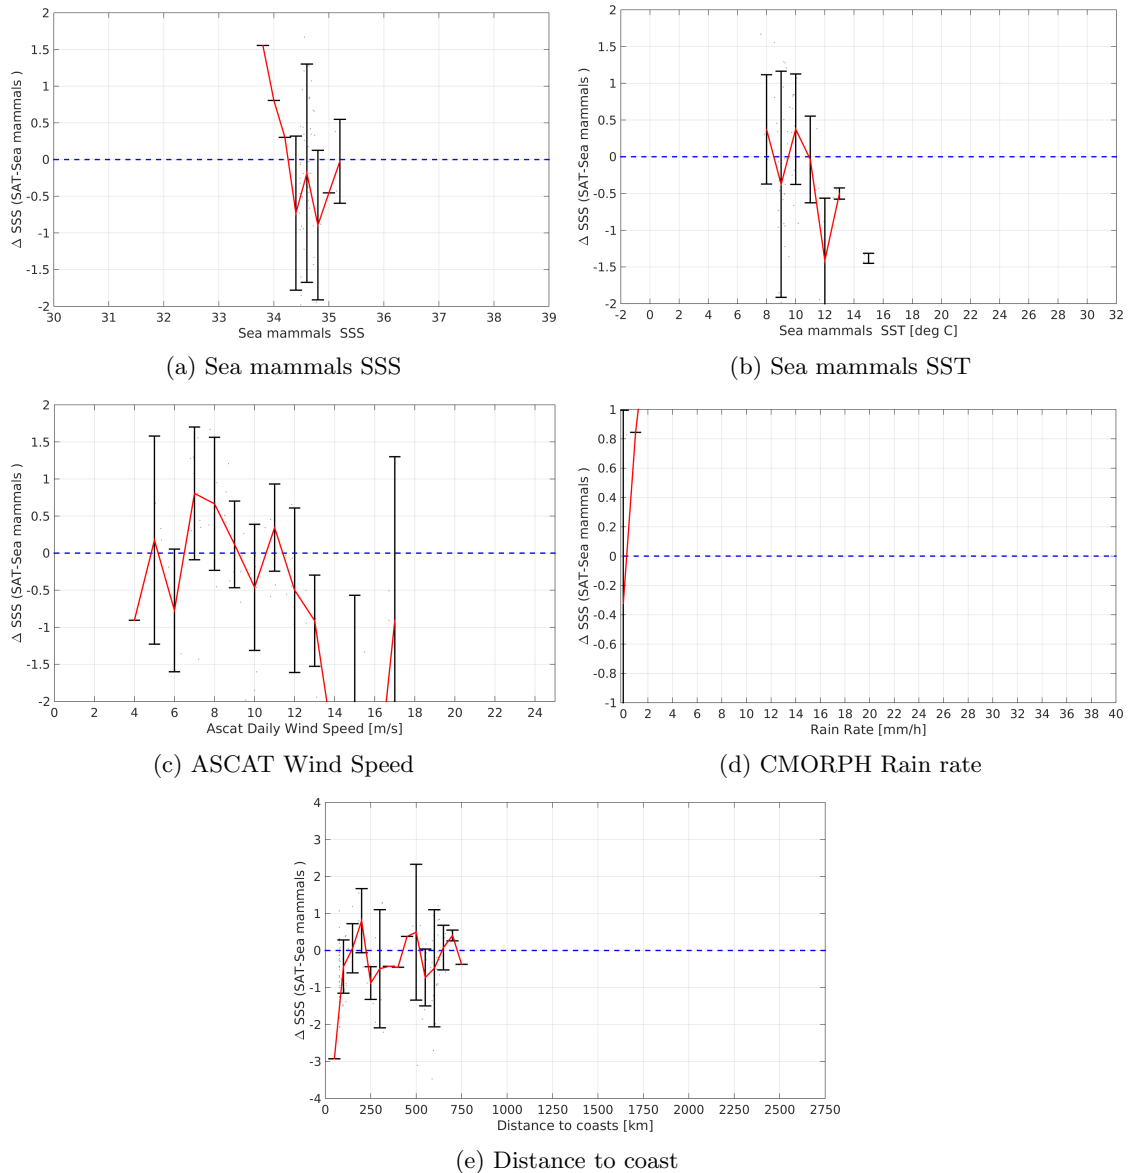 2
1.5
1
0.5
0
-0.5
-1
-1.5
-2
Δ SSS (SAT-Sea mammals )
30 31 32 33 34 35 36 37 38 39
Sea mammals SSS
(a) Sea mammals SSS
2
1.5
1
0.5
0
-0.5
-1
-1.5
-2
Δ SSS (SAT-Sea mammals )
-2 0 2 4 6 8 10 12 14 16 18 20 22 24 26 28 30 32
Sea mammals SST [deg C]
(b) Sea mammals SST
2
1.5
1
0.5
0
-0.5
-1
-1.5
-2
Δ SSS (SAT-Sea mammals )
0 2 4 6 8 10 12 14 16 18 20 22 24
Ascat Daily Wind Speed [m/s]
(c) ASCAT Wind Speed
1
0.8
0.6
0.4
0.2
0
-0.2
-0.4
-0.6
-0.8
-1
Δ SSS (SAT-Sea mammals )
0 2 4 6 8 10 12 14 16 18 20 22 24 26 28 30 32 34 36 38 40
Rain Rate [mm/h]
(d) CMORPH Rain rate
4
3
2
1
0
-1
-2
-3
-4
Δ SSS (SAT-Sea mammals )
0 250 500 750 1000 1250 1500 1750 2000 2250 2500 2750
Distance to coasts [km]
(e) Distance to coast